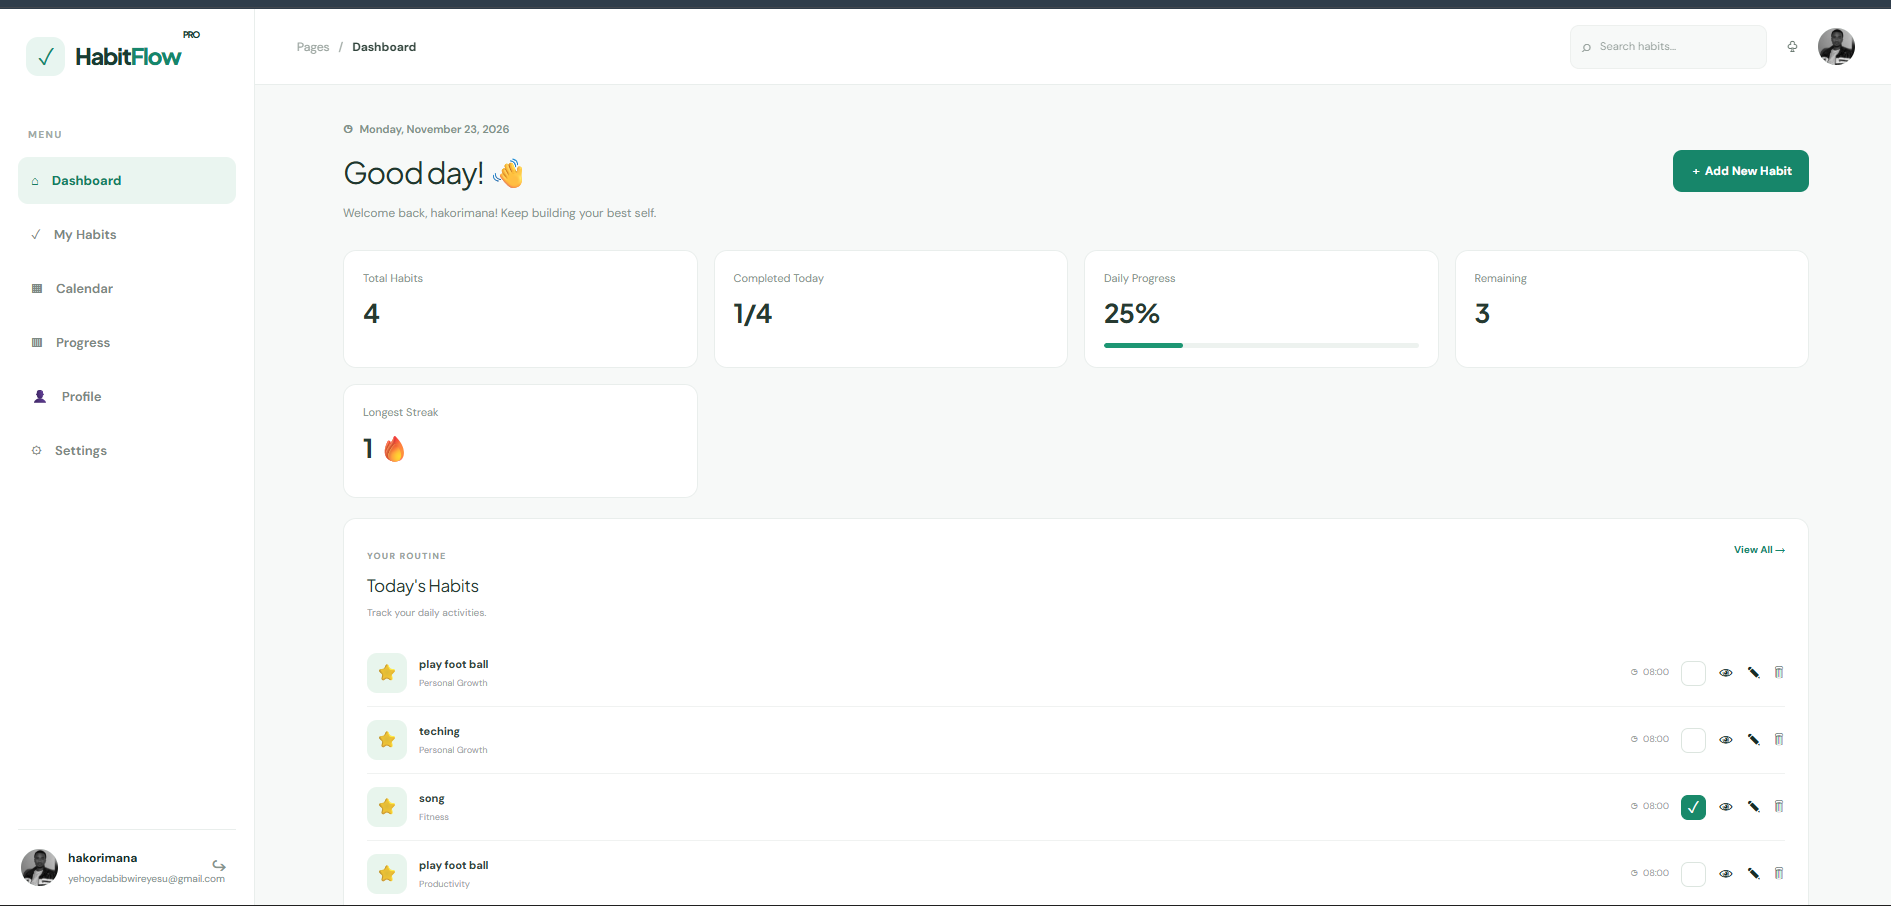 HabitFlow PRO
MENU
Dashboard
My Habits
Calendar
Progress
Profile
Settings
hakorimana
yehoyadabibwireyesu@gmail.com
Pages / Dashboard
Search habits...
Monday, November 23, 2026
Good day! 👋
Welcome back, hakorimana! Keep building your best self.
+ Add New Habit
Total Habits
4
Completed Today
1/4
Daily Progress
25%
Remaining
3
Longest Streak
1 🔥
YOUR ROUTINE
View All →
Today's Habits
Track your daily activities.
play foot ball
Personal Growth
08:00
teching
Personal Growth
08:00
song
Fitness
08:00
play foot ball
Productivity
08:00